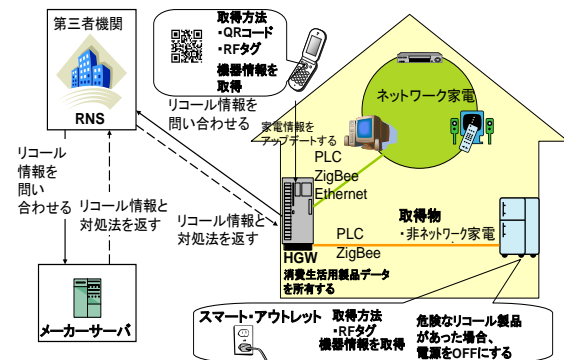 第三者機関
RNS
取得方法
・QRコード
・RFタグ
機器情報を
取得
リコール情報を
問い合わせる
家電情報を
アップデートする
ネットワーク家電
PLC
ZigBee
Ethernet
リコール
情報を
問い
合わせる
リコール情報と
対処法を返す
リコール情報と
対処法を返す
HGW
消費生活用製品データ
を所有する
PLC
ZigBee
取得物
・非ネットワーク家電
メーカーサーバ
スマート・アウトレット
取得方法
・RFタグ
機器情報を取得
危険なリコール製品
があった場合、
電源をOFFにする